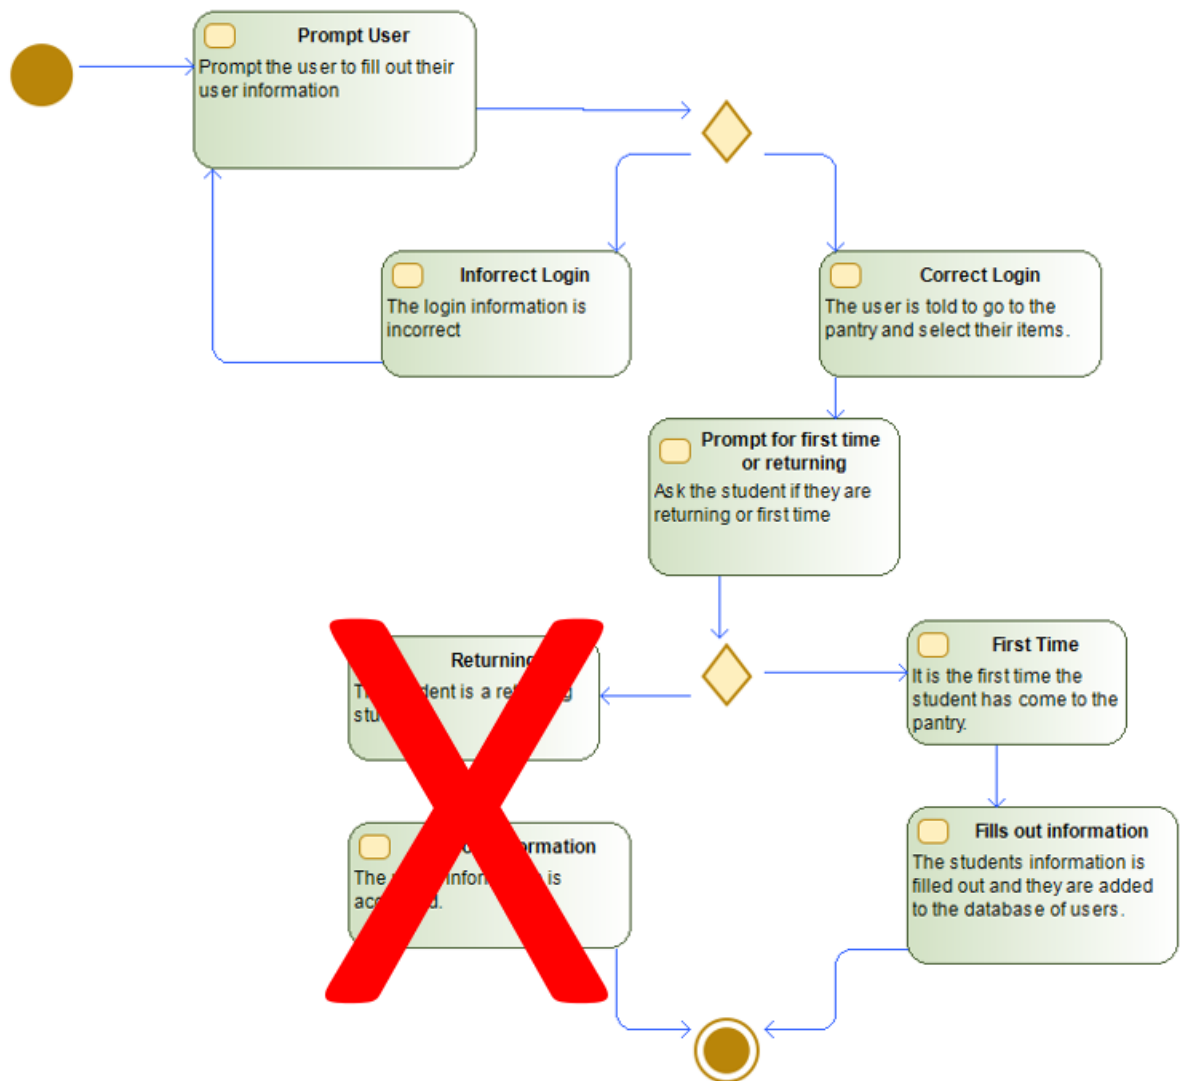 Prompt User
Prompt the user to fill out their
user information
Inforrect Login
The login information is
incorrect
Correct Login
The user is told to go to the
pantry and select their items.
Prompt for first time
or returning
Ask the student if they are
returning or first time
Returning
is a
First Time
It is the first time the
student has come to the
pantry.
The
is
Fills out information
The students information is
filled out and they are added
to the database of users.